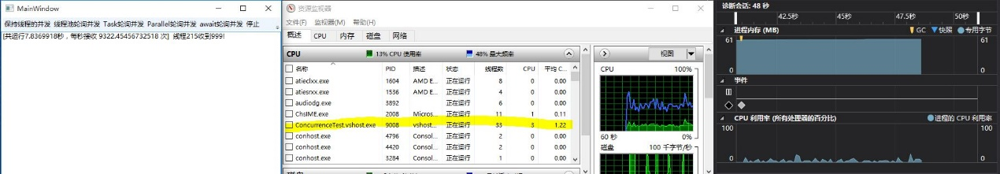 MainWindow
保持线程的并发 线程池轮询并发 Task轮询并发 Parallel轮询并发 await轮询并发 停止
[共运行7.8369918秒，每秒接收 9322.45456732518 次] 线程215收到999!
资源监视器
文件(F) 监视器(M) 帮助(H)
概述 CPU 内存 磁盘 网络
CPU 13% CPU 使用率 48% 最大频率
名称 PID 描述 状态 线程数 CPU 平均 C...
atieclxx.exe 1604 AMD E... 正在运行 8 0 0.00
atiesrxx.exe 1536 AMD E... 正在运行 4 0 0.00
audiodg.exe 3892 正在运行 6 0 0.00
ChsIME.exe 2008 Micros... 正在运行 11 1 0.11
ConcurrenceTest.vshost.exe 9008 vshost... 正在运行 33 3 1.22
conhost.exe 4796 Consol... 正在运行 2 0 0.00
conhost.exe 4420 Consol... 正在运行 2 0 0.00
conhost.exe 3284 Consol... 正在运行 1 0 0.00
视图
CPU 100%
60 秒 0%
磁盘 100 千字节/秒
诊断会话: 48 秒
42.5秒 45秒 47.5秒 50秒
进程内存 (MB) GC 快照 专用字节
61 61
0 0
事件
CPU 利用率 (所有处理器的百分比) 进程的 CPU 利用率
100 100
0 0